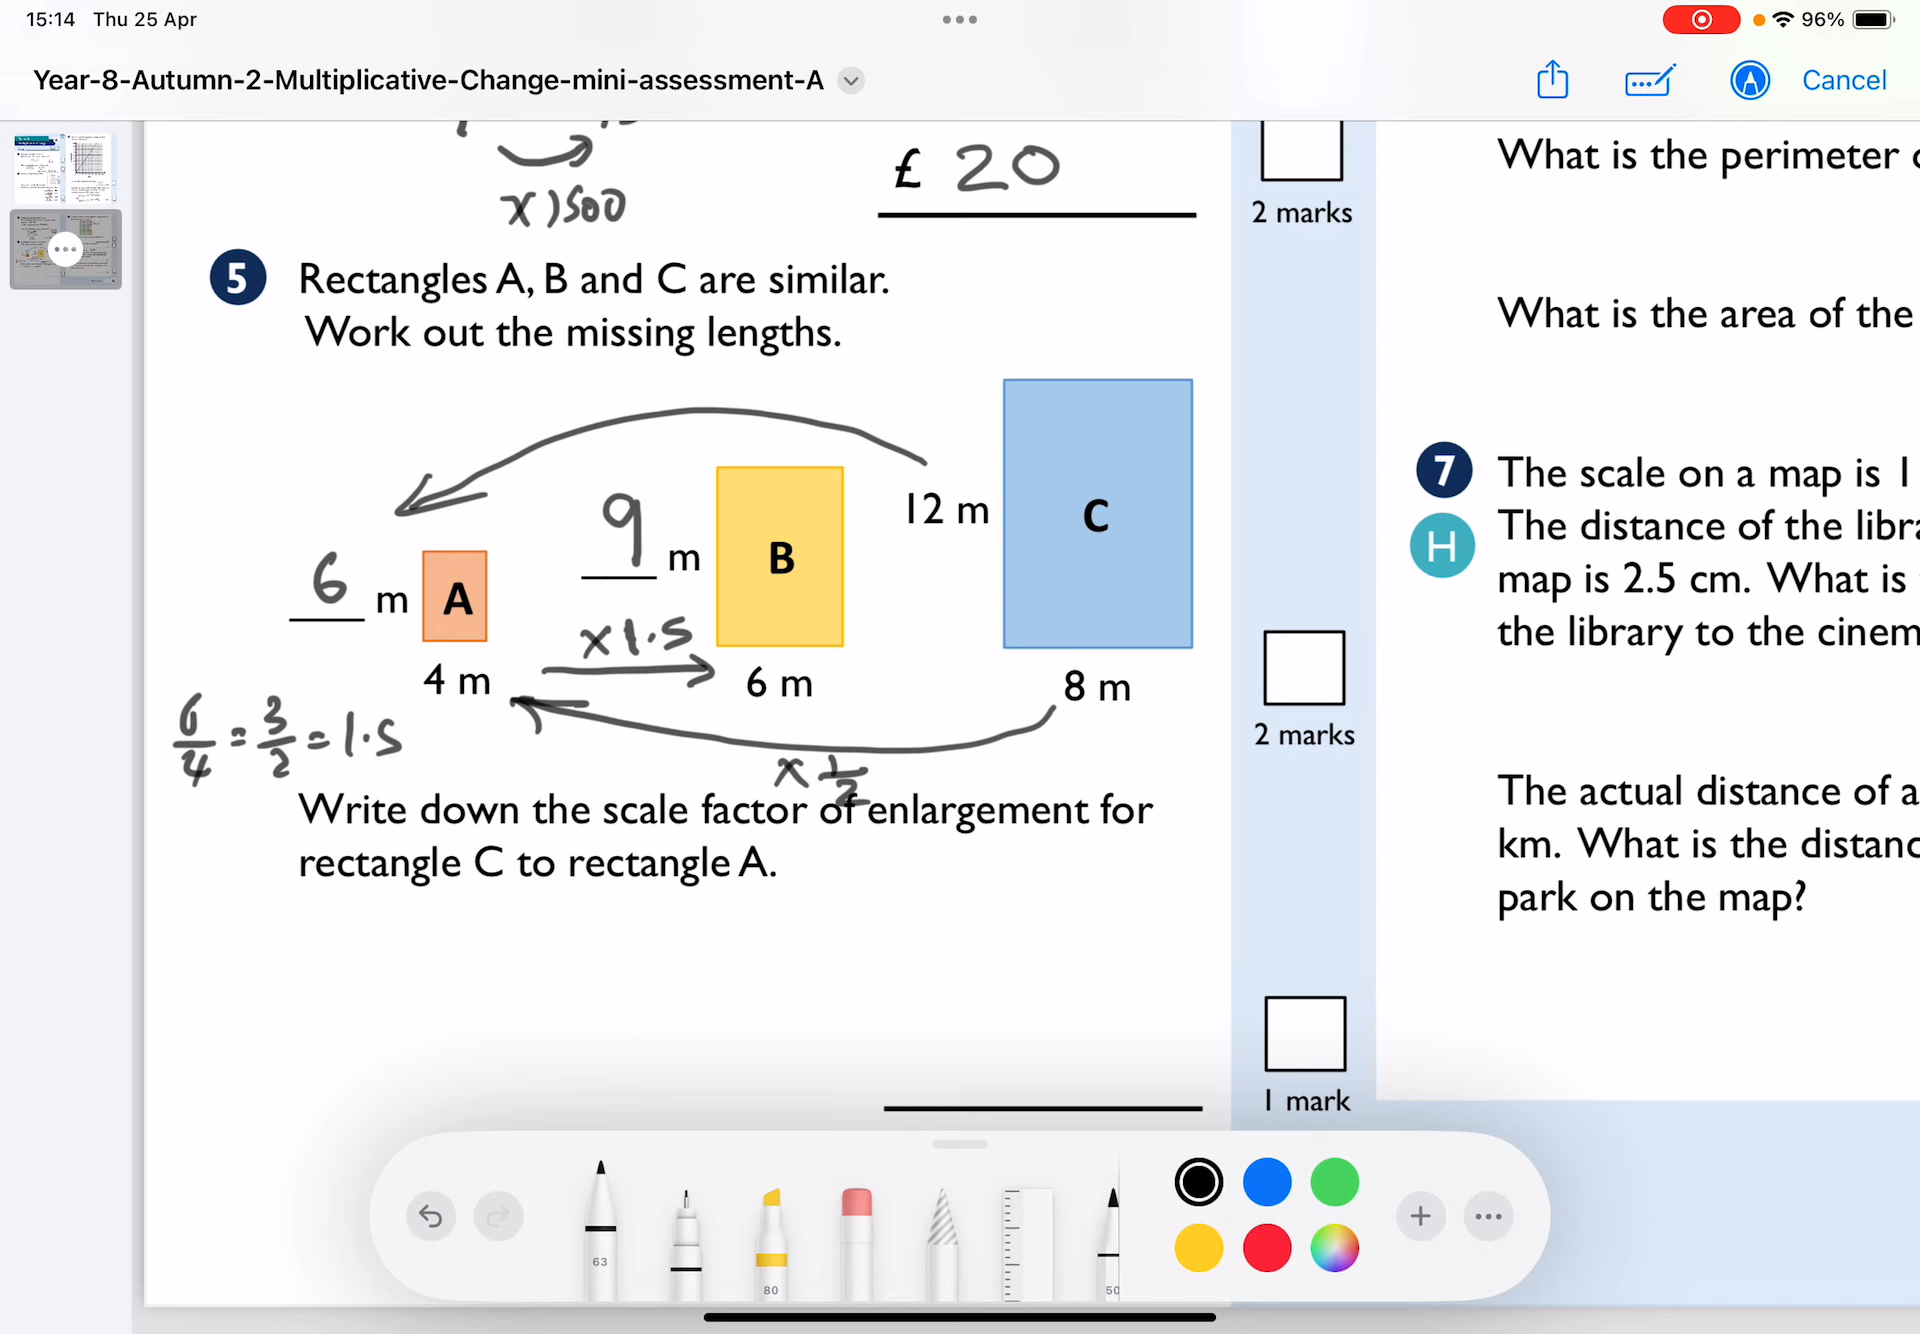 15:14 Thu 25 Apr
96%
Year-8-Autumn-2-Multiplicative-Change-mini-assessment-A
Cancel
x 1500
£ 20
2 marks
5 Rectangles A, B and C are similar.
Work out the missing lengths.
6 m
A
4 m
9 m
B
6 m
12 m
C
8 m
x1.5
6/4 = 3/2 = 1.5
x 1/2
2 marks
Write down the scale factor of enlargement for
rectangle C to rectangle A.
1 mark
What is the perimeter
What is the area of the
7 The scale on a map is 1
H The distance of the libra
map is 2.5 cm. What is
the library to the cinem
The actual distance of a
km. What is the distanc
park on the map?
63
80
50